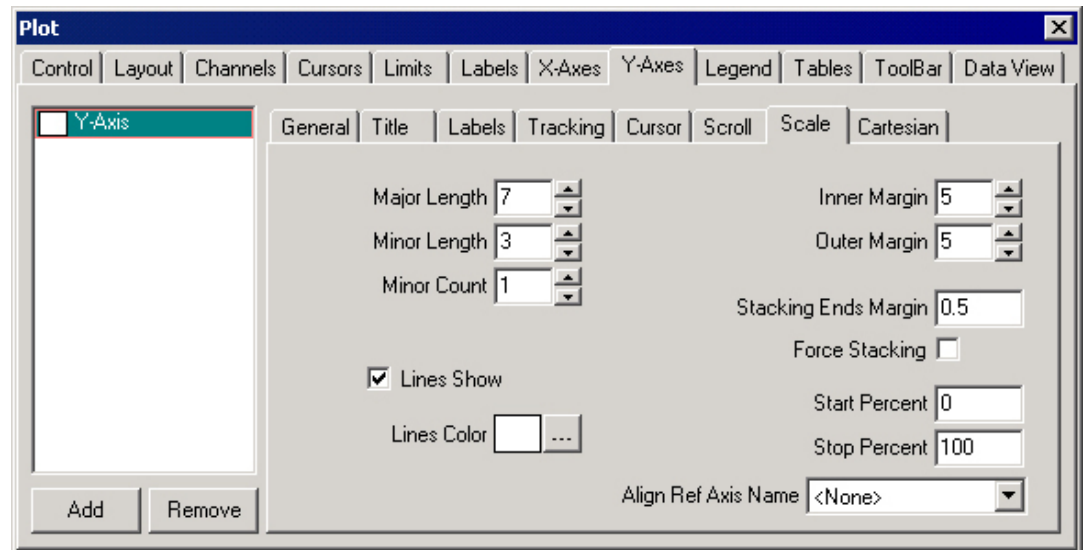 Plot
Control Layout Channels Cursors Limits Labels X-Axes Y-Axes Legend Tables ToolBar Data View
Y-Axis
General Title Labels Tracking Cursor Scroll Scale Cartesian
Major Length 7
Inner Margin 5
Minor Length 3
Outer Margin 5
Minor Count 1
Stacking Ends Margin 0.5
Force Stacking
Lines Show
Start Percent 0
Lines Color ...
Stop Percent 100
Align Ref Axis Name <None>
Add Remove